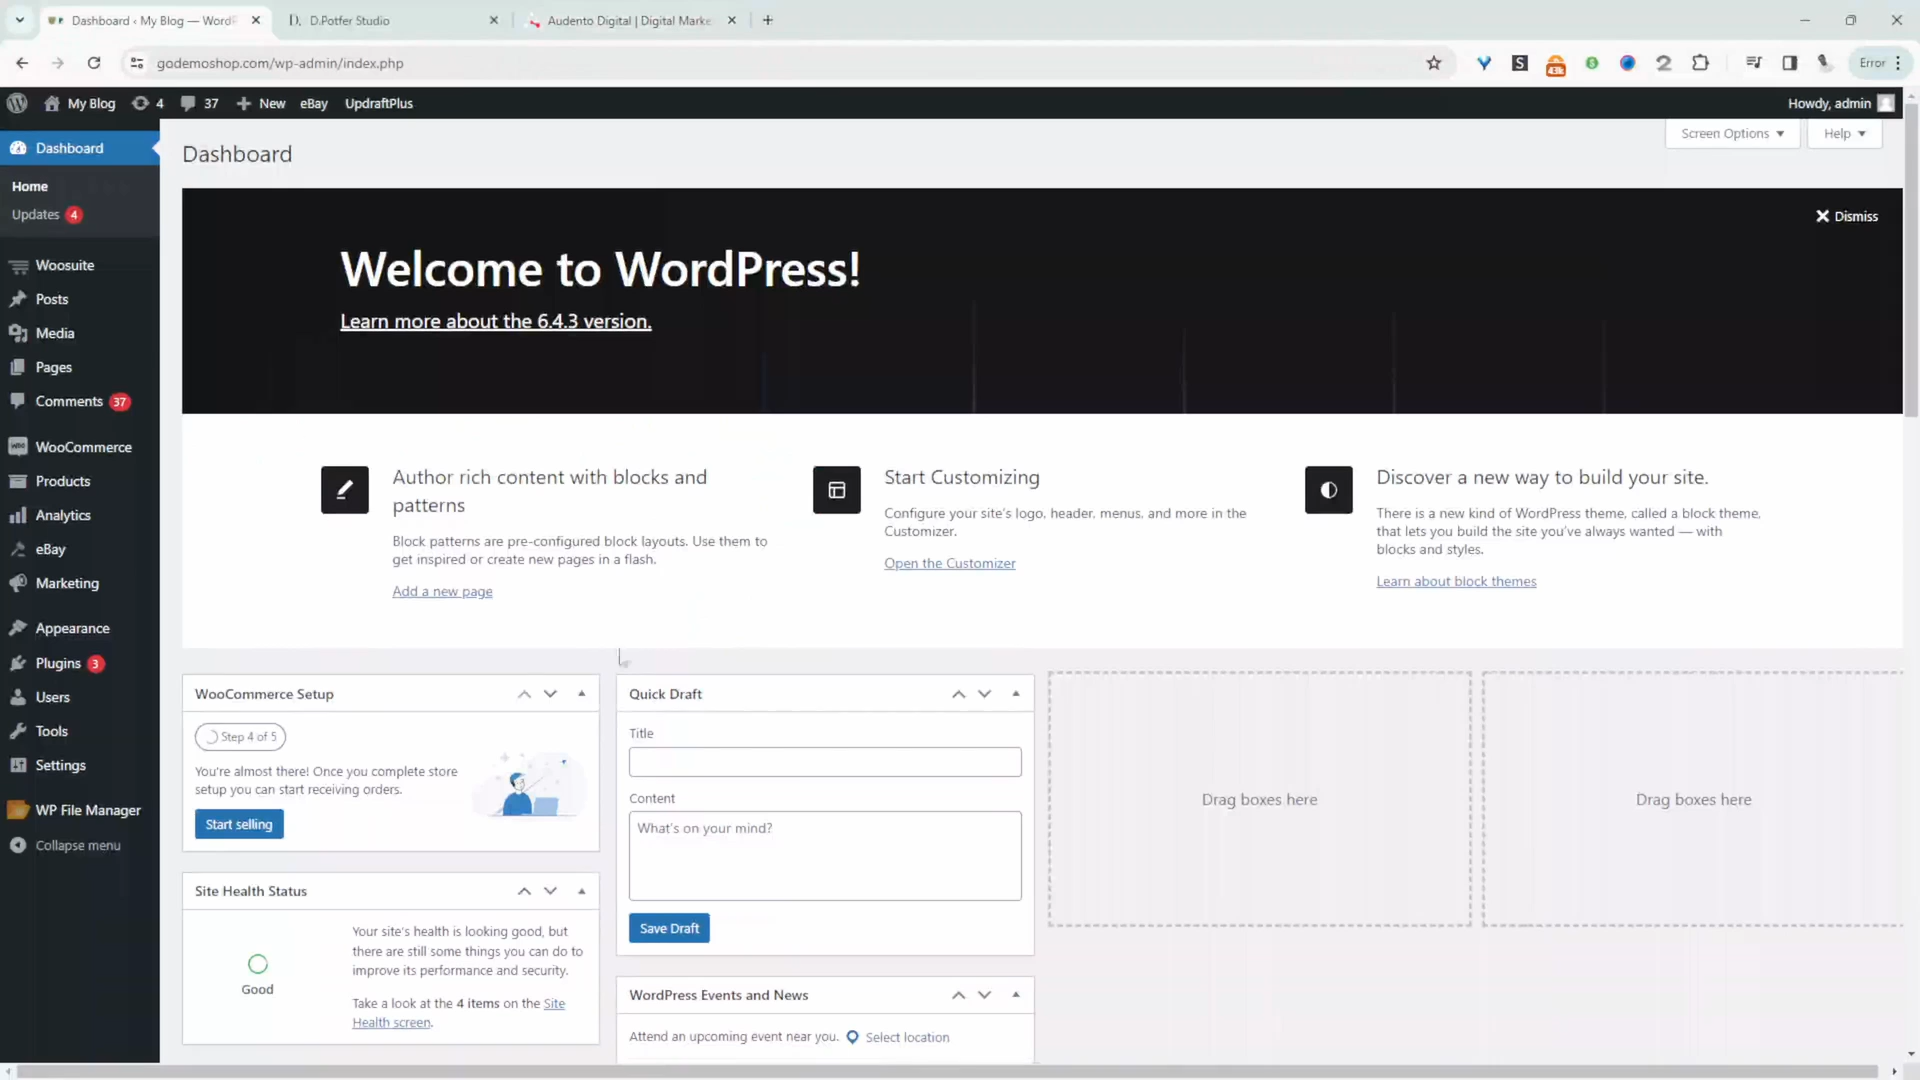 Dashboard ‹ My Blog — WordP
D.Potfer Studio
Audento Digital | Digital Marke
godemoshop.com/wp-admin/index.php
43k
Error
My Blog
4
37
New
eBay
UpdraftPlus
Howdy, admin
Dashboard
Home
Updates 4
Woosuite
Posts
Media
Pages
Comments 37
WooCommerce
Products
Analytics
eBay
Marketing
Appearance
Plugins 3
Users
Tools
Settings
WP File Manager
Collapse menu
Screen Options
Help
Dashboard
Dismiss
Welcome to WordPress!
Learn more about the 6.4.3 version.
Author rich content with blocks and
patterns
Block patterns are pre-configured block layouts. Use them to
get inspired or create new pages in a flash.
Add a new page
Start Customizing
Configure your site's logo, header, menus, and more in the
Customizer.
Open the Customizer
Discover a new way to build your site.
There is a new kind of WordPress theme, called a block theme,
that lets you build the site you've always wanted — with
blocks and styles.
Learn about block themes
WooCommerce Setup
Step 4 of 5
You're almost there! Once you complete store
setup you can start receiving orders.
Start selling
Site Health Status
Good
Your site's health is looking good, but
there are still some things you can do to
improve its performance and security.
Take a look at the 4 items on the Site
Health screen.
Quick Draft
Title
Content
What's on your mind?
Save Draft
WordPress Events and News
Attend an upcoming event near you.
Select location
Drag boxes here
Drag boxes here